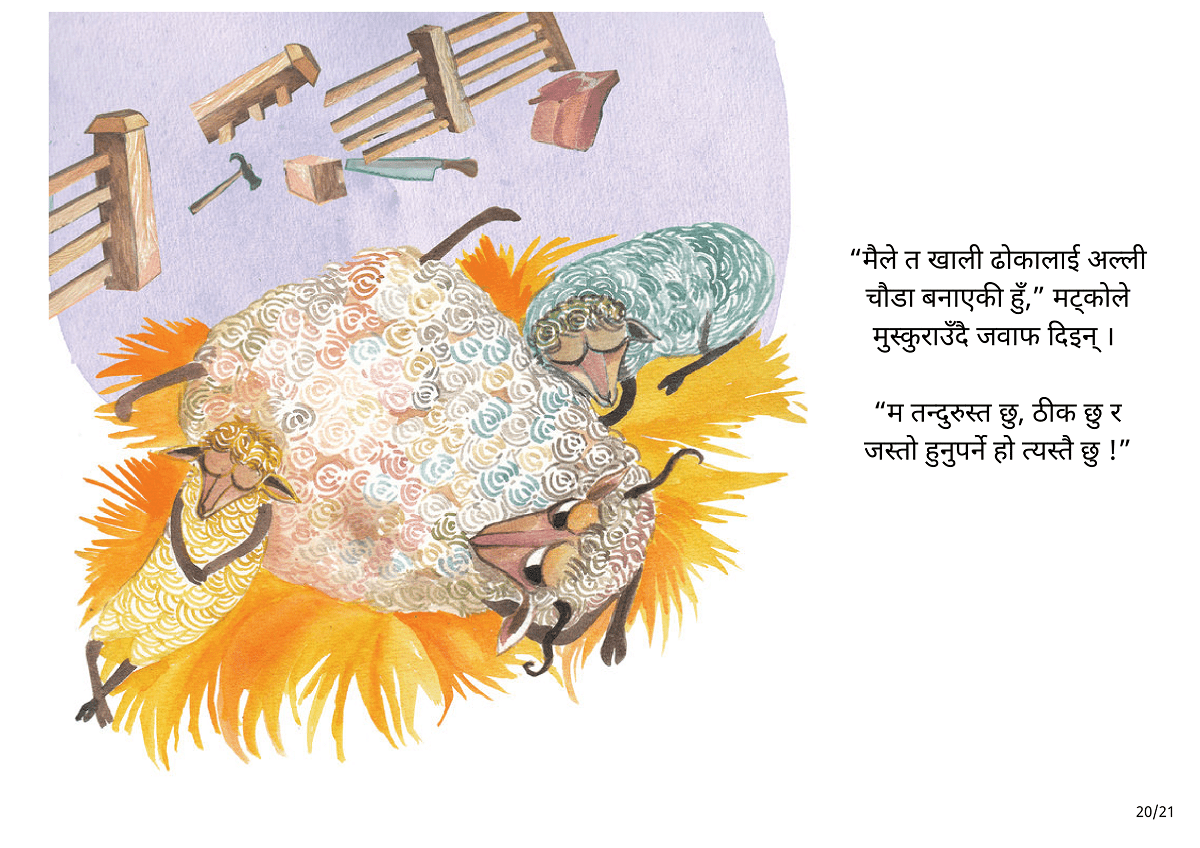 “मैले त खाली ढोकालाई अल्ली
चौडा बनाएकी हुँ,” मट्कोले
मुस्कुराउँदै जवाफ दिइन् ।
“म तन्दुरुस्त छु, ठीक छु र
जस्तो हुनुपर्ने हो त्यस्तै छु !”
20/21